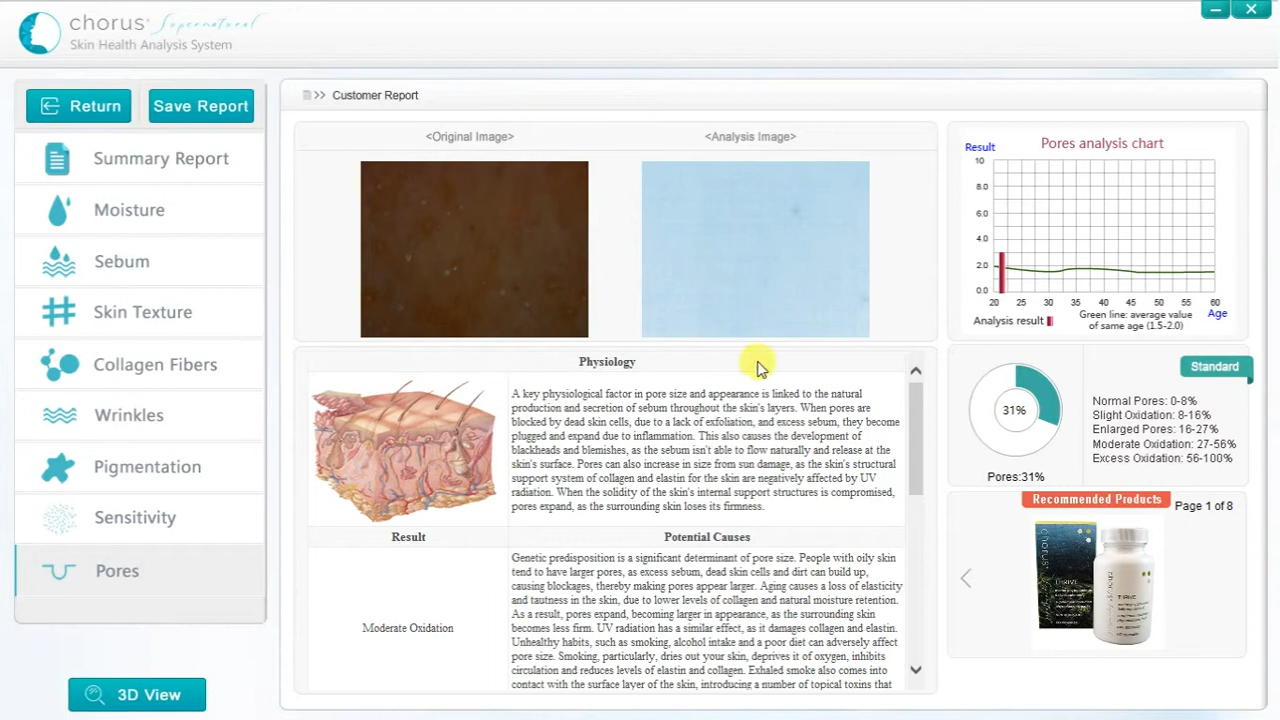 chorus® Supernatural
Skin Health Analysis System
Return
Save Report
Summary Report
Moisture
Sebum
Skin Texture
Collagen Fibers
Wrinkles
Pigmentation
Sensitivity
Pores
3D View
>> Customer Report
<Original Image>
<Analysis Image>
Physiology
A key physiological factor in pore size and appearance is linked to the natural
production and secretion of sebum throughout the skin's layers. When pores are
blocked by dead skin cells, due to a lack of exfoliation, and excess sebum, they become
plugged and expand due to inflammation. This also causes the development of
blackheads and blemishes, as the sebum isn't able to flow naturally and release at the
skin's surface. Pores can also increase in size from sun damage, as the skin's structural
support system of collagen and elastin for the skin are negatively affected by UV
radiation. When the solidity of the skin's internal support structures is compromised,
pores expand, as the surrounding skin loses its firmness.
Result
Potential Causes
Moderate Oxidation
Genetic predisposition is a significant determinant of pore size. People with oily skin
tend to have larger pores, as excess sebum, dead skin cells and dirt can build up,
causing blockages, thereby making pores appear larger. Aging causes a loss of elasticity
and tautness in the skin, due to lower levels of collagen and natural moisture retention.
As a result, pores expand, becoming larger in appearance, as the surrounding skin
becomes less firm. UV radiation has a similar effect, as it damages collagen and elastin.
Unhealthy habits, such as smoking, alcohol intake and a poor diet can adversely affect
pore size. Smoking, particularly, dries out your skin, deprives it of oxygen, inhibits
circulation and reduces levels of elastin and collagen. Exhaled smoke also comes into
contact with the surface layer of the skin, introducing a number of topical toxins that
Pores analysis chart
Result
10
8.0
6.0
4.0
2.0
0.0
20 25 30 35 40 45 50 55 60
Age
Analysis result
Green line: average value
of same age (1.5-2.0)
31%
Pores:31%
Standard
Normal Pores: 0-8%
Slight Oxidation: 8-16%
Enlarged Pores: 16-27%
Moderate Oxidation: 27-56%
Excess Oxidation: 56-100%
Recommended Products
Page 1 of 8
chorus
THRIVE
chorus
THRIVE